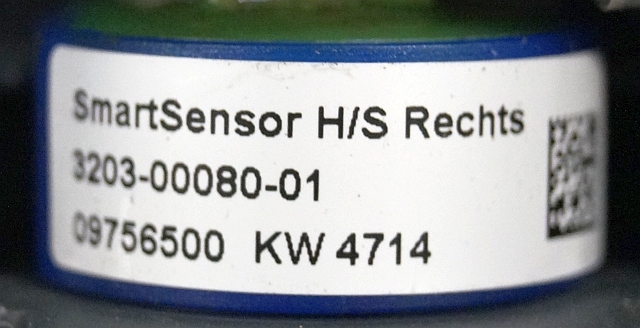 SmartSensor H/S Rechts
3203-00080-01
09756500 KW 4714